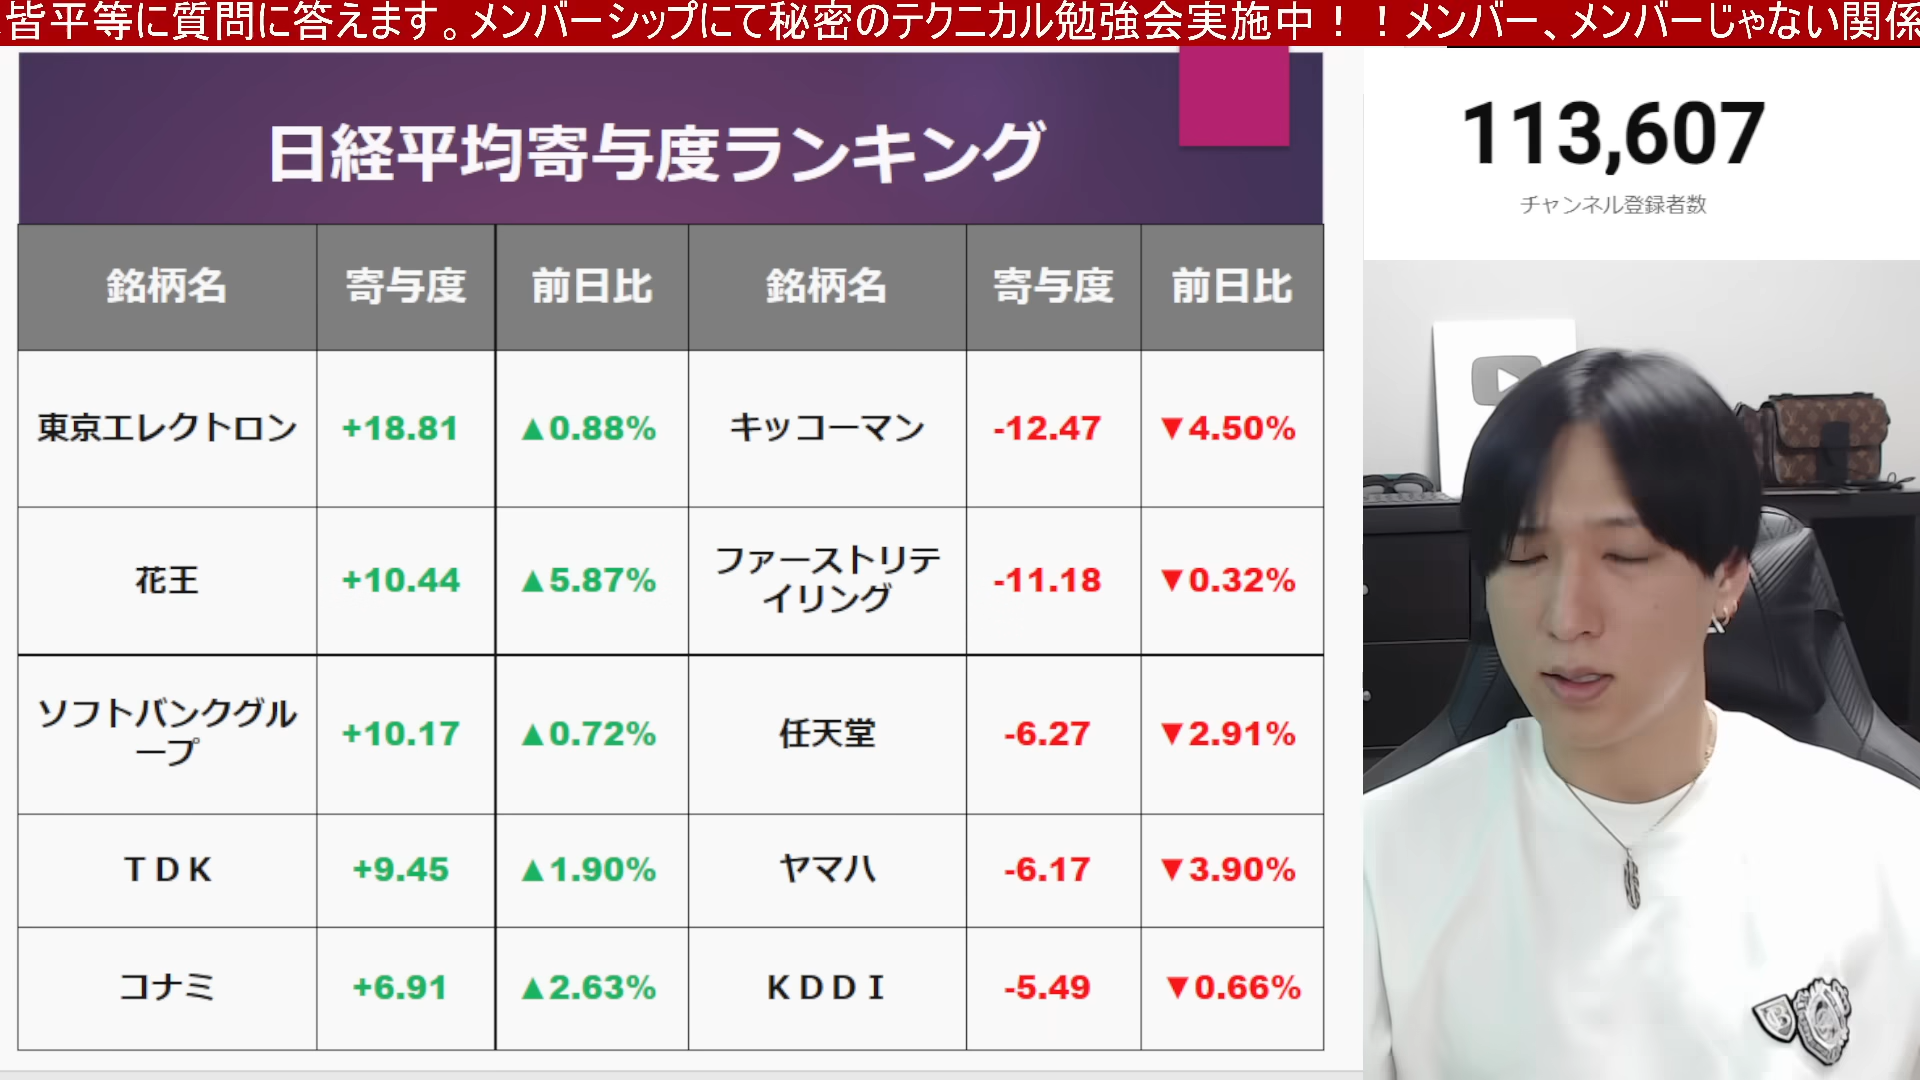 皆平等に質問に答えます。メンバーシップにて秘密のテクニカル勉強会実施中！！メンバー、メンバーじゃない関係
日経平均寄与度ランキング
113,607
チャンネル登録者数
銘柄名 寄与度 前日比 銘柄名 寄与度 前日比
東京エレクトロン +18.81 ▲0.88% キッコーマン -12.47 ▼4.50%
花王 +10.44 ▲5.87% ファーストリテ
イリング -11.18 ▼0.32%
ソフトバンクグル
ープ +10.17 ▲0.72% 任天堂 -6.27 ▼2.91%
ＴＤＫ +9.45 ▲1.90% ヤマハ -6.17 ▼3.90%
コナミ +6.91 ▲2.63% ＫＤＤＩ -5.49 ▼0.66%